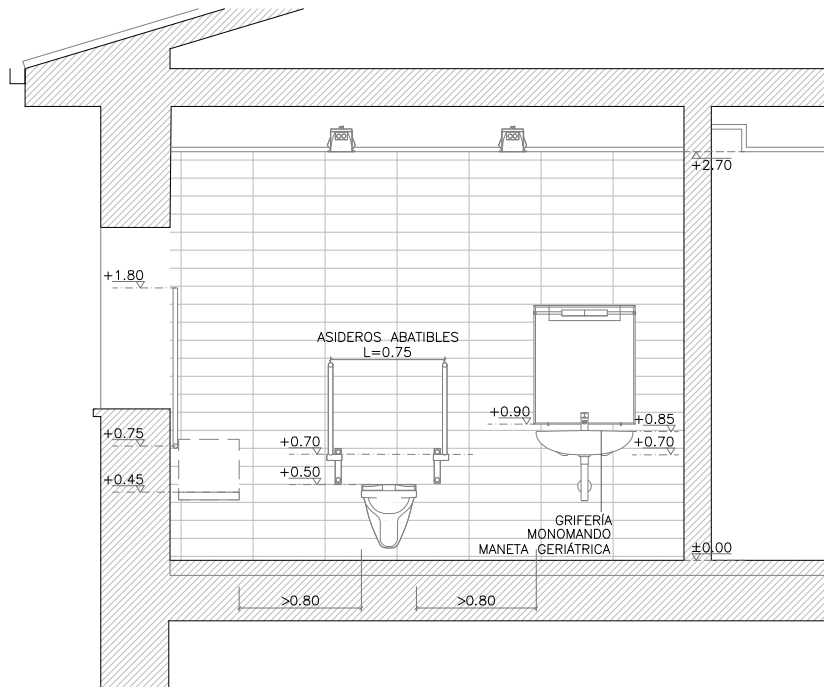 +2.70
+1.80
ASIDEROS ABATIBLES
L=0.75
+0.90
+0.85
+0.75
+0.70
+0.70
+0.45
+0.50
GRIFERÍA
MONOMANDO
MANETA GERIÁTRICA
±0.00
>0.80
>0.80